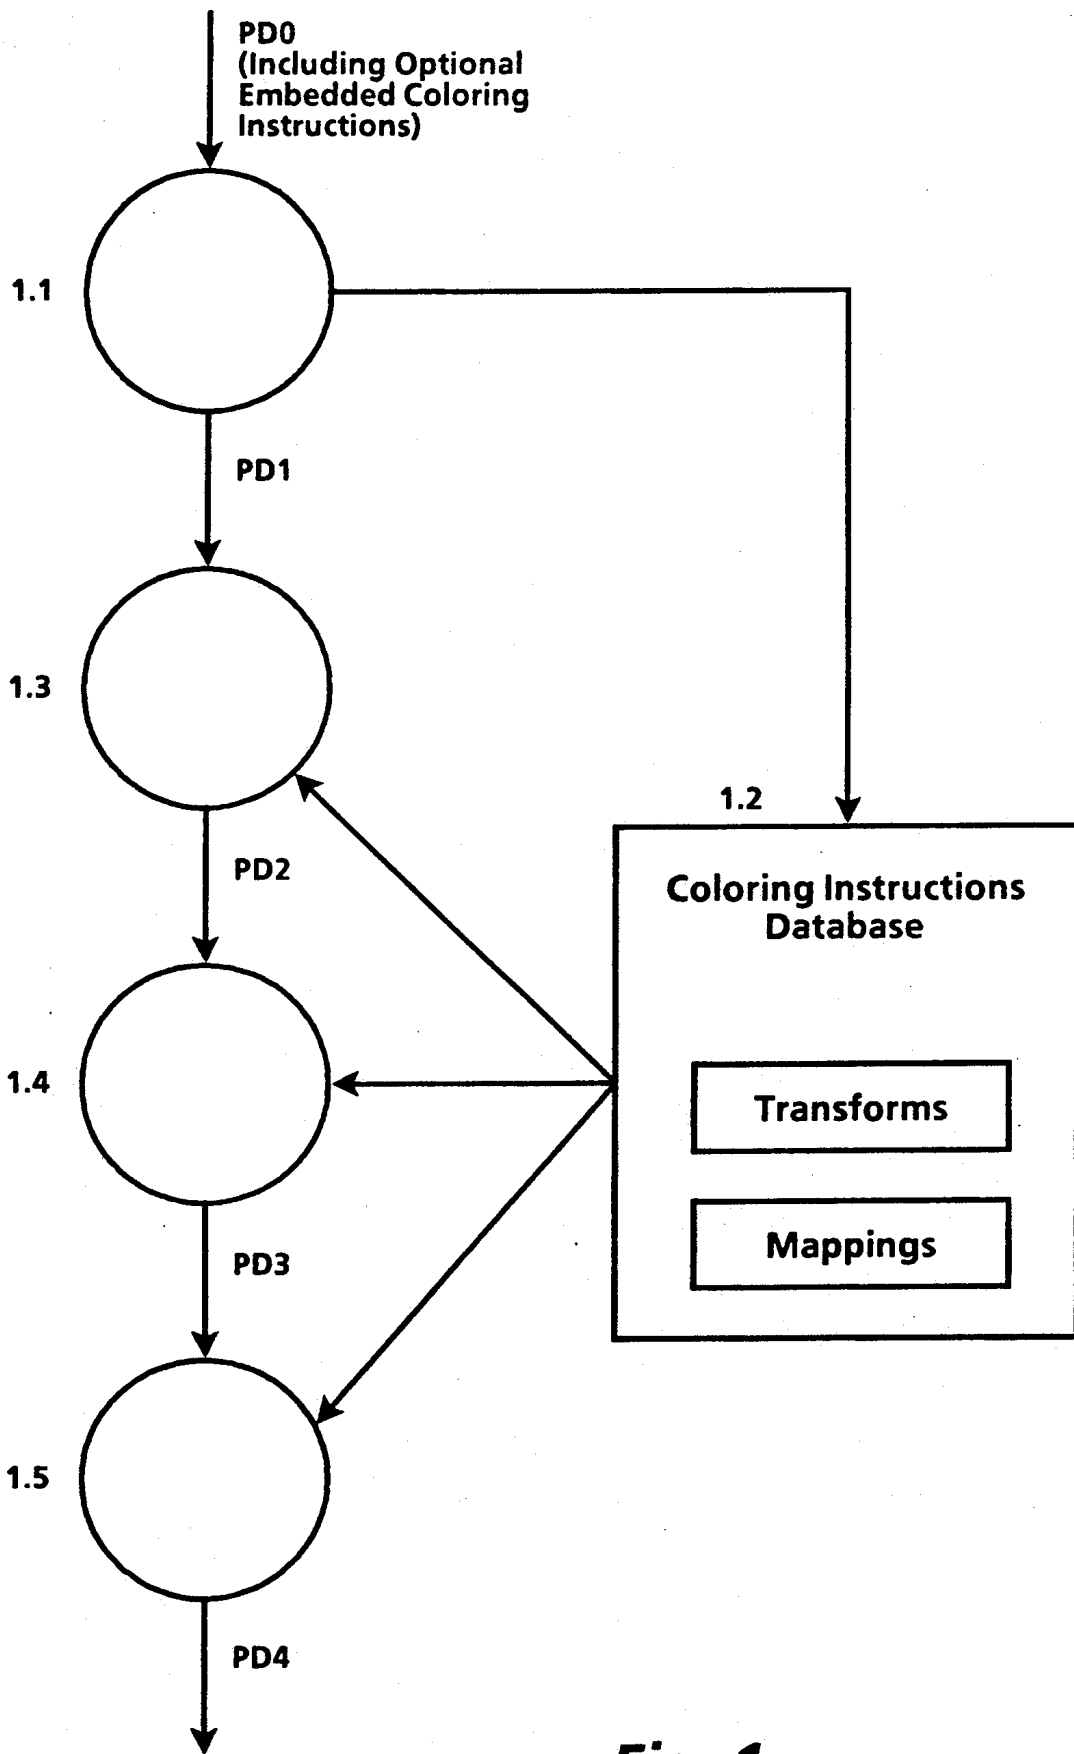 PD0
(Including Optional
Embedded Coloring
Instructions)
1.1
PD1
1.3
1.2
PD2
Coloring Instructions
Database
1.4
Transforms
Mappings
PD3
1.5
PD4